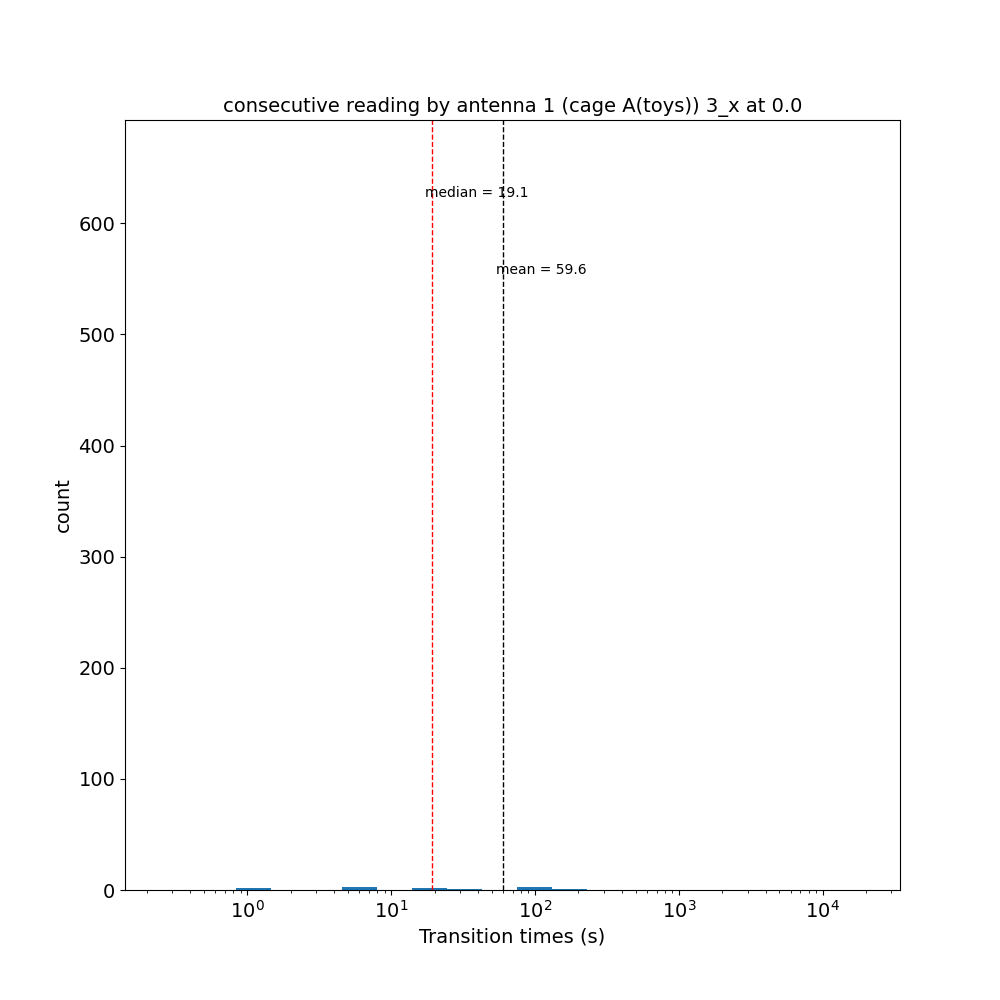 consecutive reading by antenna 1 (cage A(toys)) 3_x at 0.0
median = 19.1
mean = 59.6
600
500
400
300
200
100
0
count
10^0 10^1 10^2 10^3 10^4
Transition times (s)